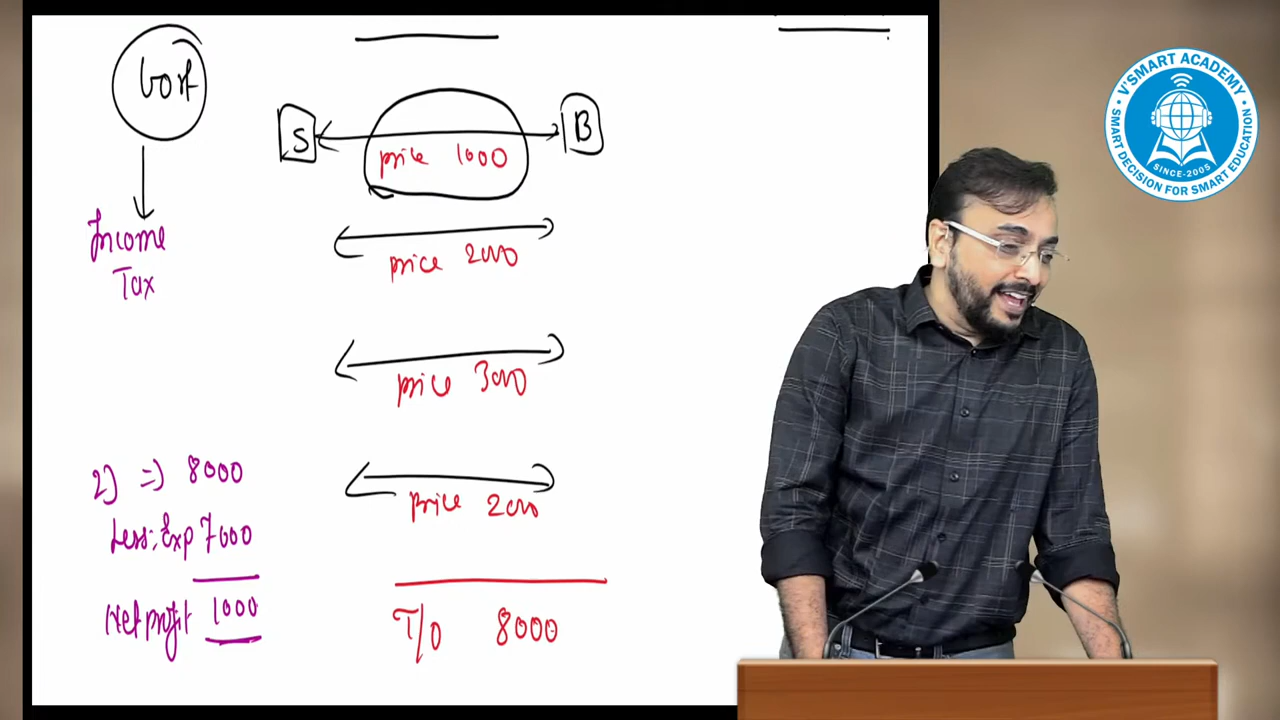 Govt
S
B
price 1000
Income
Tax
price 2000
price 3000
price 2000
2) => 8000
Less: Exp 7000
Net profit 1000
T/O 8000
V'SMART ACADEMY
SINCE-2005
SMART DECISION FOR SMART EDUCATION